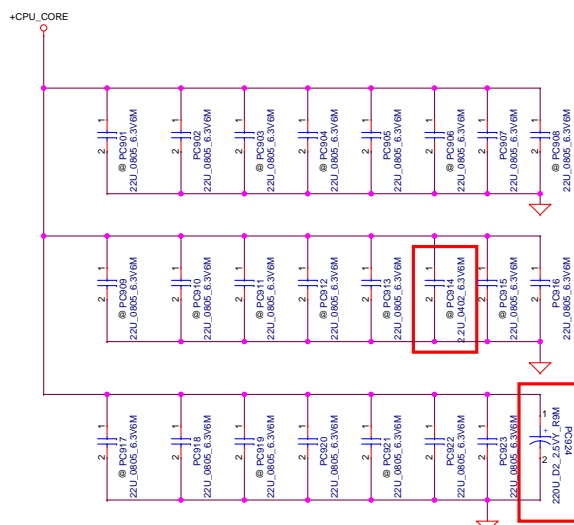 +CPU_CORE
1
2
@ PC901
22U_0805_6.3V6M
1
2
PC902
22U_0805_6.3V6M
1
2
@ PC903
22U_0805_6.3V6M
1
2
@ PC904
22U_0805_6.3V6M
1
2
PC905
22U_0805_6.3V6M
1
2
@ PC906
22U_0805_6.3V6M
1
2
PC907
22U_0805_6.3V6M
1
2
@ PC908
22U_0805_6.3V6M
1
2
@ PC909
22U_0805_6.3V6M
1
2
@ PC910
22U_0805_6.3V6M
1
2
@ PC911
22U_0805_6.3V6M
1
2
@ PC912
22U_0805_6.3V6M
1
2
@ PC913
22U_0805_6.3V6M
1
2
@ PC914
2.2U_0402_6.3V6M
1
2
@ PC915
22U_0805_6.3V6M
1
2
PC916
22U_0805_6.3V6M
1
2
@ PC917
22U_0805_6.3V6M
1
2
PC918
22U_0805_6.3V6M
1
2
@ PC919
22U_0805_6.3V6M
1
2
PC920
22U_0805_6.3V6M
1
2
PC921
22U_0805_6.3V6M
1
2
PC922
22U_0805_6.3V6M
1
2
PC923
22U_0805_6.3V6M
1
+
2
PC924
220U_D2_2.5VY_R9M